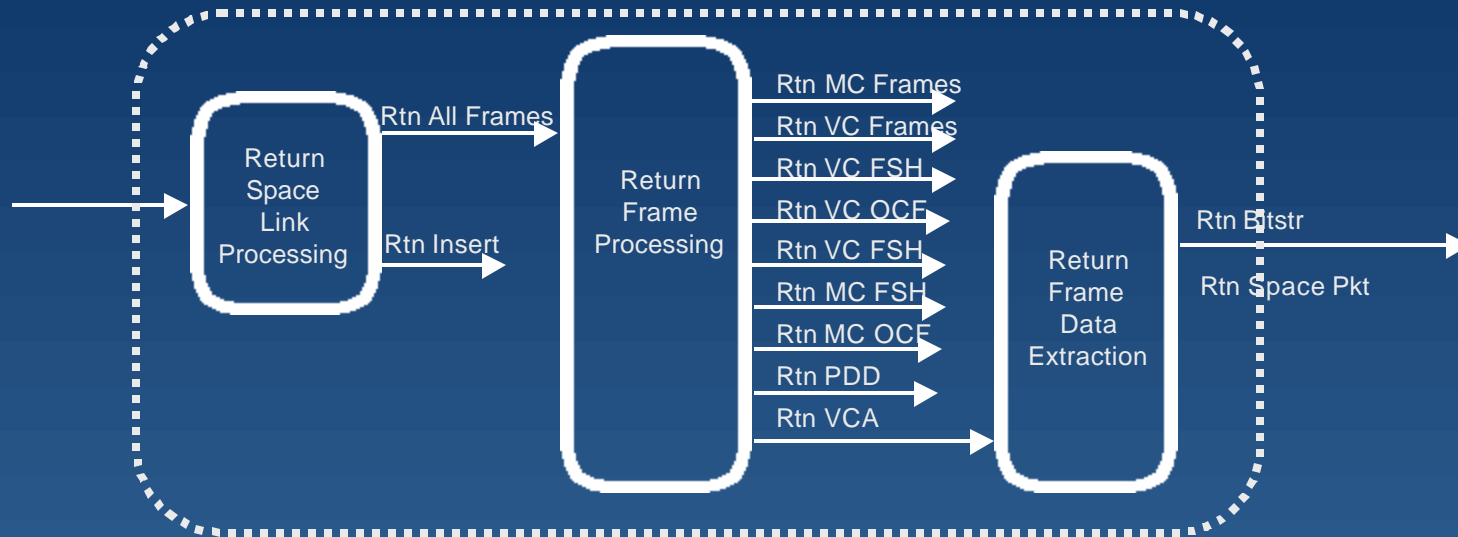 Return
Space
Link
Processing
Rtn All Frames
Rtn Insert
Return
Frame
Processing
Rtn MC Frames
Rtn VC Frames
Rtn VC FSH
Rtn VC OCF
Rtn VC FSH
Rtn MC FSH
Rtn MC OCF
Rtn PDD
Rtn VCA
Return
Frame
Data
Extraction
Rtn Bitstr
Rtn Space Pkt